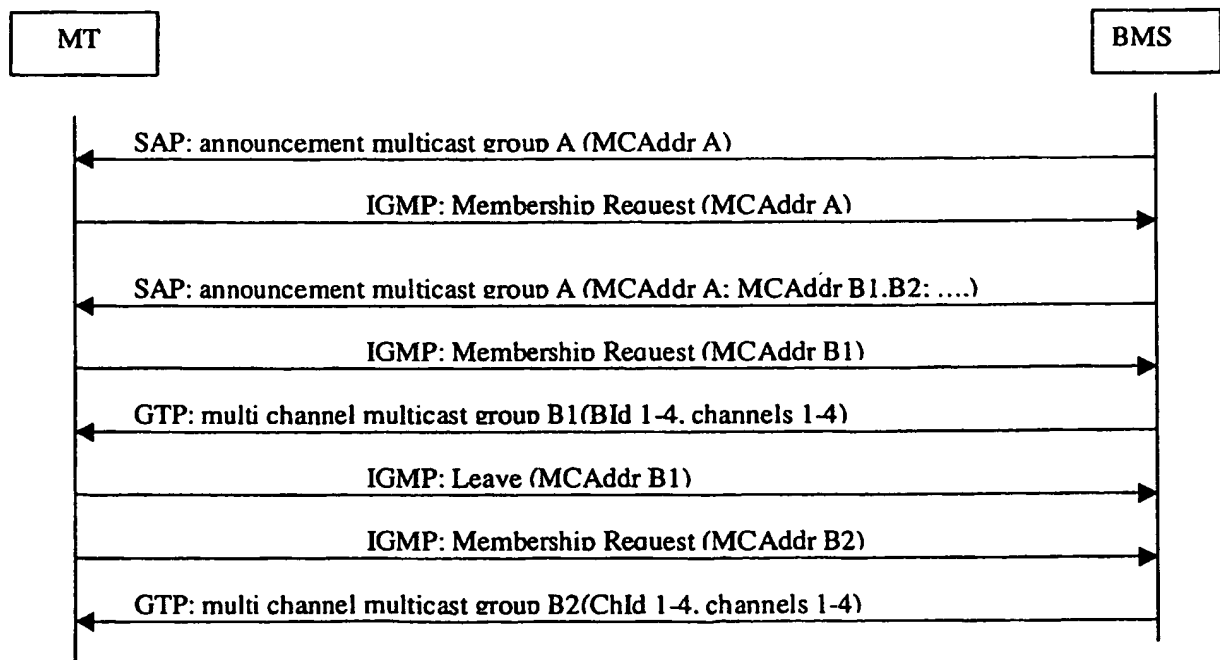 MT
BMS
SAP: announcement multicast group A (MCAddr A)
IGMP: Membership Request (MCAddr A)
SAP: announcement multicast group A (MCAddr A; MCAddr B1,B2; ....)
IGMP: Membership Request (MCAddr B1)
GTP: multi channel multicast group B1(BId 1-4, channels 1-4)
IGMP: Leave (MCAddr B1)
IGMP: Membership Request (MCAddr B2)
GTP: multi channel multicast group B2(ChId 1-4, channels 1-4)